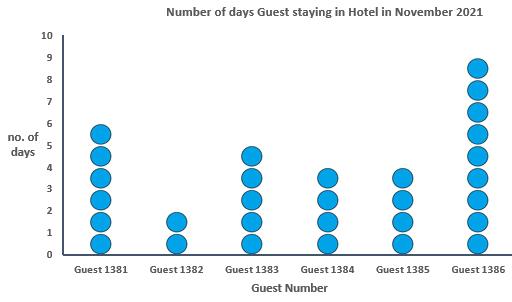 Number of days Guest staying in Hotel in November 2021
10
9
8
7
6
5
4
3
2
1
0
no. of
days
Guest 1381 Guest 1382 Guest 1383 Guest 1384 Guest 1385 Guest 1386
Guest Number